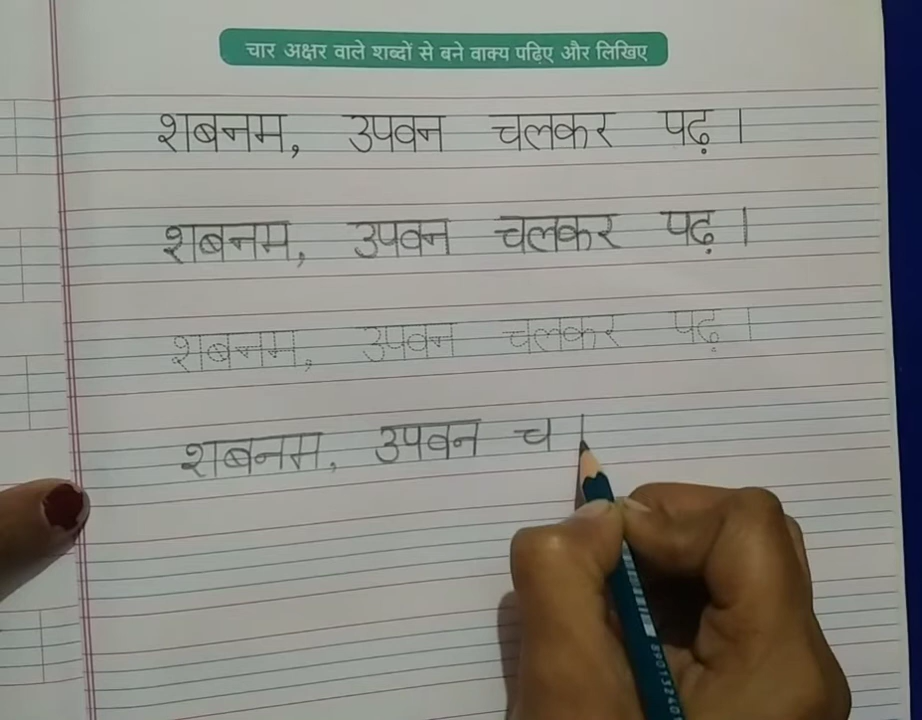 चार अक्षर वाले शब्दों से बने वाक्य पढ़िए और लिखिए
शबनम, उपवन चलकर पढ़।
शबनम, उपवन चलकर पढ़।
शबनम, उपवन चलकर पढ़।
शबनम, उपवन च